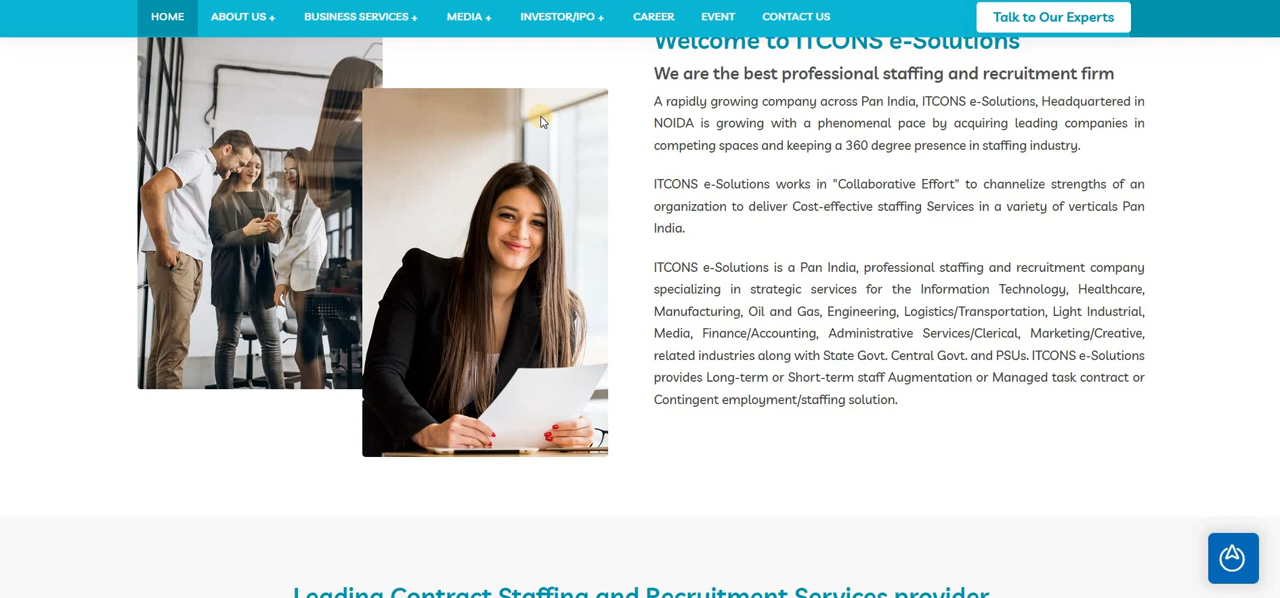 HOME ABOUT US + BUSINESS SERVICES + MEDIA + INVESTOR/IPO + CAREER EVENT CONTACT US Talk to Our Experts
Welcome to ITCONS e-Solutions
We are the best professional staffing and recruitment firm
A rapidly growing company across Pan India, ITCONS e-Solutions, Headquartered in
NOIDA is growing with a phenomenal pace by acquiring leading companies in
competing spaces and keeping a 360 degree presence in staffing industry.
ITCONS e-Solutions works in "Collaborative Effort" to channelize strengths of an
organization to deliver Cost-effective staffing Services in a variety of verticals Pan
India.
ITCONS e-Solutions is a Pan India, professional staffing and recruitment company
specializing in strategic services for the Information Technology, Healthcare,
Manufacturing, Oil and Gas, Engineering, Logistics/Transportation, Light Industrial,
Media, Finance/Accounting, Administrative Services/Clerical, Marketing/Creative,
related industries along with State Govt. Central Govt. and PSUs. ITCONS e-Solutions
provides Long-term or Short-term staff Augmentation or Managed task contract or
Contingent employment/staffing solution.
Leading Contract Staffing and Recruitment Services provider